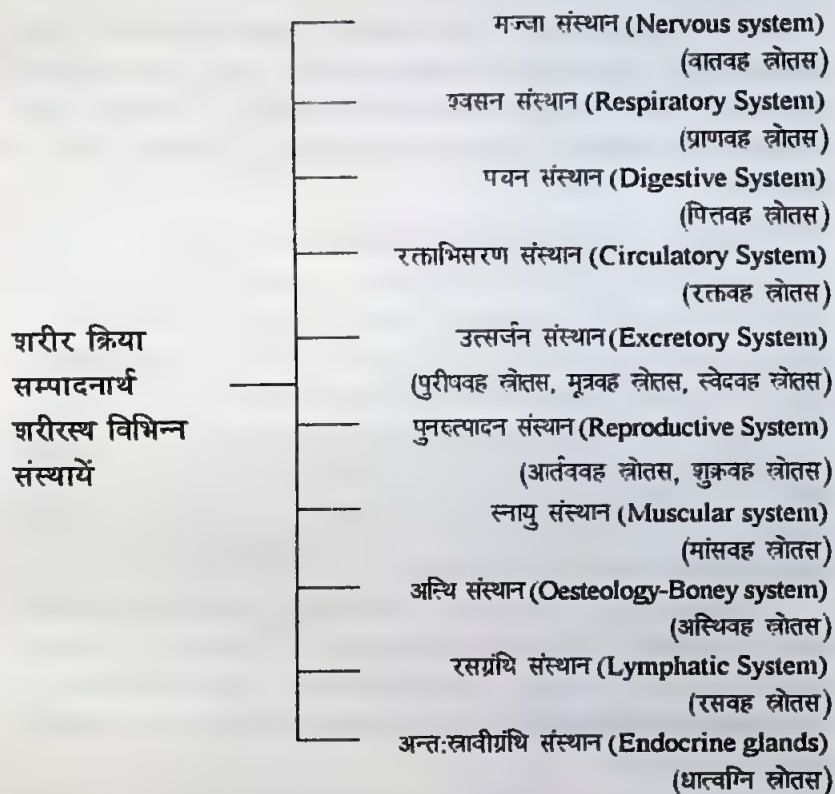 मज्जा संस्थान (Nervous system)
(वातवह स्रोतस)
श्वसन संस्थान (Respiratory System)
(प्राणवह स्रोतस)
पचन संस्थान (Digestive System)
(पित्तवह स्रोतस)
रक्ताभिसरण संस्थान (Circulatory System)
(रक्तवह स्रोतस)
शरीर क्रिया
सम्पादनार्थ
शरीरस्थ विभिन्न
संस्थायें
उत्सर्जन संस्थान (Excretory System)
(पुरीषवह स्रोतस, मूत्रवह स्रोतस, स्वेदवह स्रोतस)
पुनरुत्पादन संस्थान (Reproductive System)
(आर्तववह स्रोतस, शुक्रवह स्रोतस)
स्नायु संस्थान (Muscular system)
(मांसवह स्रोतस)
अस्थि संस्थान (Oesteology-Boney system)
(अस्थिवह स्रोतस)
रसग्रंथि संस्थान (Lymphatic System)
(रसवह स्रोतस)
अन्त:स्रावीग्रंथि संस्थान (Endocrine glands)
(धात्वग्नि स्रोतस)